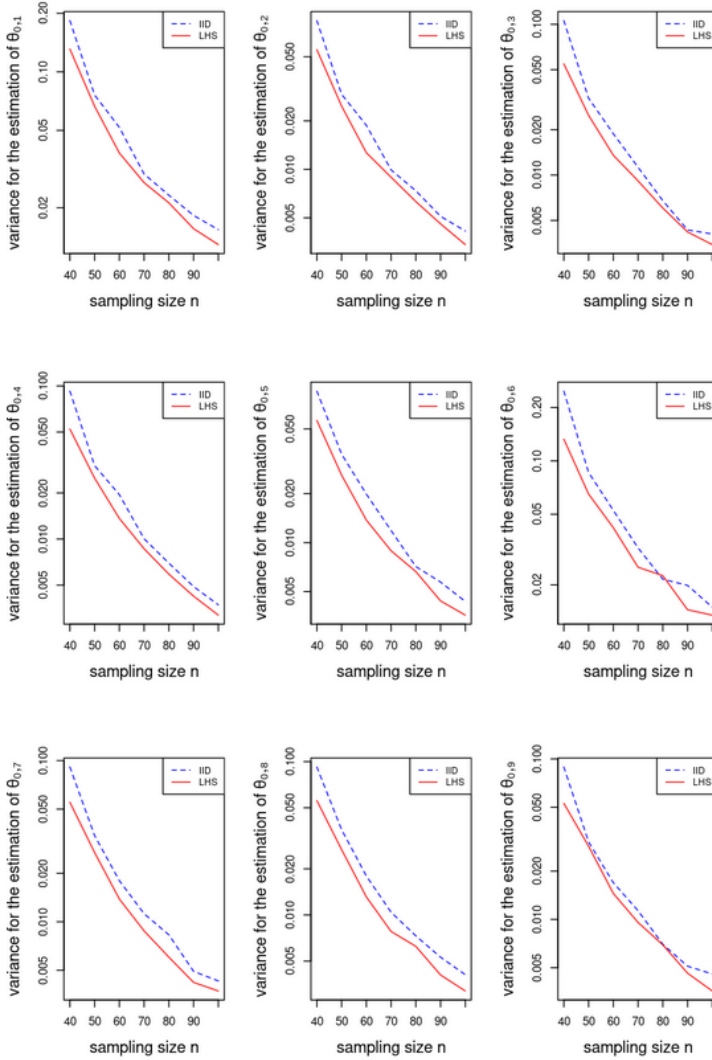 variance for the estimation of θ0,1
0.02 0.05 0.10 0.20
IID
LHS
40 50 60 70 80 90
sampling size n
variance for the estimation of θ0,2
0.005 0.010 0.020 0.050
IID
LHS
40 50 60 70 80 90
sampling size n
variance for the estimation of θ0,3
0.005 0.010 0.020 0.050 0.100
IID
LHS
40 50 60 70 80 90
sampling size n
variance for the estimation of θ0,4
0.005 0.010 0.020 0.050 0.100
IID
LHS
40 50 60 70 80 90
sampling size n
variance for the estimation of θ0,5
0.005 0.010 0.020 0.050
IID
LHS
40 50 60 70 80 90
sampling size n
variance for the estimation of θ0,6
0.02 0.05 0.10 0.20
IID
LHS
40 50 60 70 80 90
sampling size n
variance for the estimation of θ0,7
0.005 0.010 0.020 0.050 0.100
IID
LHS
40 50 60 70 80 90
sampling size n
variance for the estimation of θ0,8
0.005 0.010 0.020 0.050 0.100
IID
LHS
40 50 60 70 80 90
sampling size n
variance for the estimation of θ0,9
0.005 0.010 0.020 0.050 0.100
IID
LHS
40 50 60 70 80 90
sampling size n